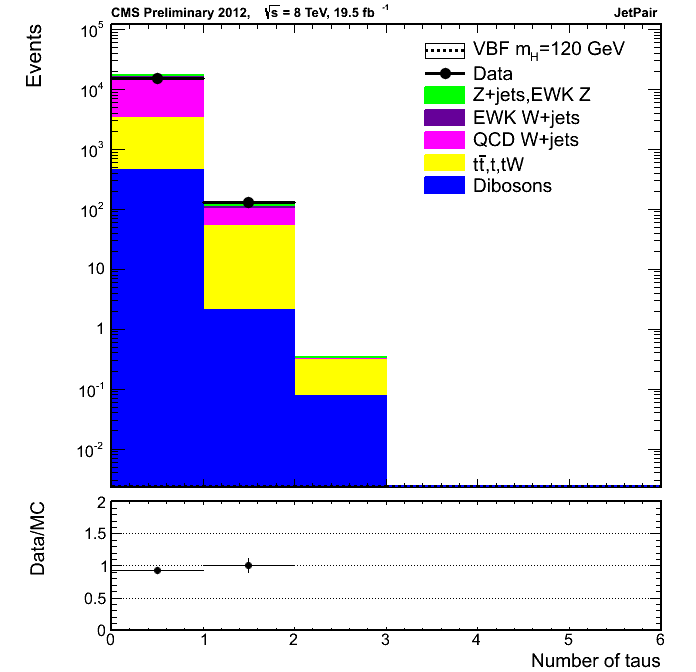 CMS Preliminary 2012, √s = 8 TeV, 19.5 fb⁻¹ JetPair
Events
10⁵
10⁴
10³
10²
10
1
10⁻¹
10⁻²
VBF m_H=120 GeV
Data
Z+jets,EWK Z
EWK W+jets
QCD W+jets
tt̄,t,tW
Dibosons
Data/MC
2
1.5
1
0.5
0
0 1 2 3 4 5 6
Number of taus